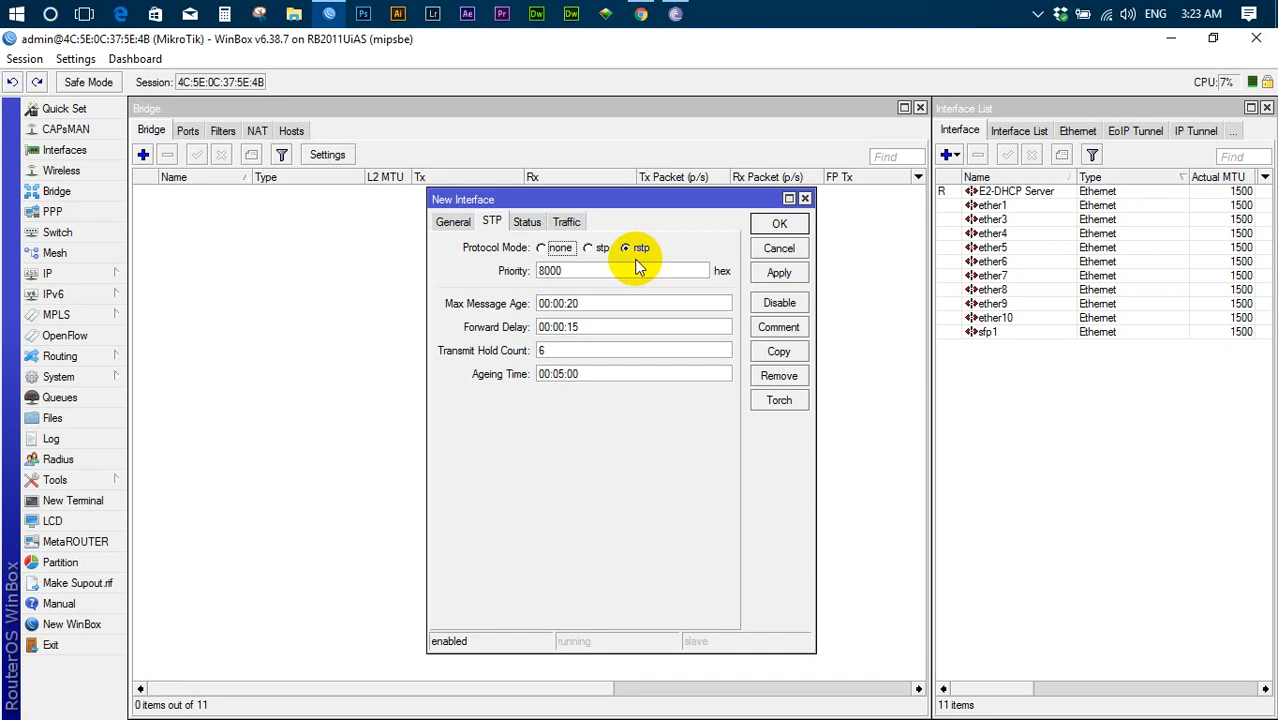 ENG 3:23 AM
admin@4C:5E:0C:37:5E:4B (MikroTik) - WinBox v6.38.7 on RB2011UiAS (mipsbe)
Session Settings Dashboard
Safe Mode Session: 4C:5E:0C:37:5E:4B CPU: 7%
Quick Set
CAPsMAN
Interfaces
Wireless
Bridge
PPP
Switch
Mesh
IP
IPv6
MPLS
OpenFlow
Routing
System
Queues
Files
Log
Radius
Tools
New Terminal
LCD
MetaROUTER
Partition
Make Supout.rif
Manual
New WinBox
Exit
RouterOS WinBox
Bridge
Bridge Ports Filters NAT Hosts
Settings Find
Name Type L2 MTU Tx Rx Tx Packet (p/s) Rx Packet (p/s) FP Tx
0 items out of 11
New Interface
General STP Status Traffic
Protocol Mode: none stp rstp
Priority: 8000 hex
Max Message Age: 00:00:20
Forward Delay: 00:00:15
Transmit Hold Count: 6
Ageing Time: 00:05:00
OK
Cancel
Apply
Disable
Comment
Copy
Remove
Torch
enabled running slave
Interface List
Interface Interface List Ethernet EoIP Tunnel IP Tunnel ...
Find
Name Type Actual MTU
R E2-DHCP Server Ethernet 1500
ether1 Ethernet 1500
ether3 Ethernet 1500
ether4 Ethernet 1500
ether5 Ethernet 1500
ether6 Ethernet 1500
ether7 Ethernet 1500
ether8 Ethernet 1500
ether9 Ethernet 1500
ether10 Ethernet 1500
sfp1 Ethernet 1500
11 items